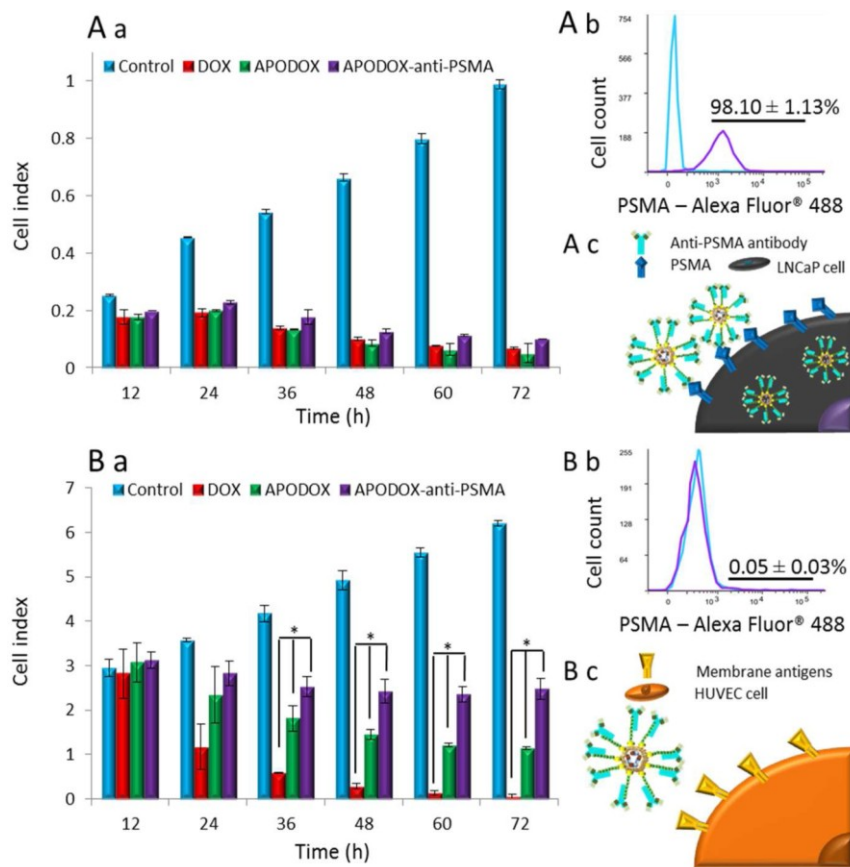 A a
Control DOX APODOX APODOX-anti-PSMA
Cell index
1
0.8
0.6
0.4
0.2
0
12 24 36 48 60 72
Time (h)
A b
Cell count
754
566
377
188
98.10 ± 1.13%
0 10³ 10⁴ 10⁵
PSMA – Alexa Fluor® 488
A c
Anti-PSMA antibody
PSMA LNCaP cell
B a
Control DOX APODOX APODOX-anti-PSMA
Cell index
7
6
5
4
3
2
1
0
* * * *
12 24 36 48 60 72
Time (h)
B b
Cell count
255
191
128
64
0.05 ± 0.03%
0 10³ 10⁴ 10⁵
PSMA – Alexa Fluor® 488
B c
Membrane antigens
HUVEC cell